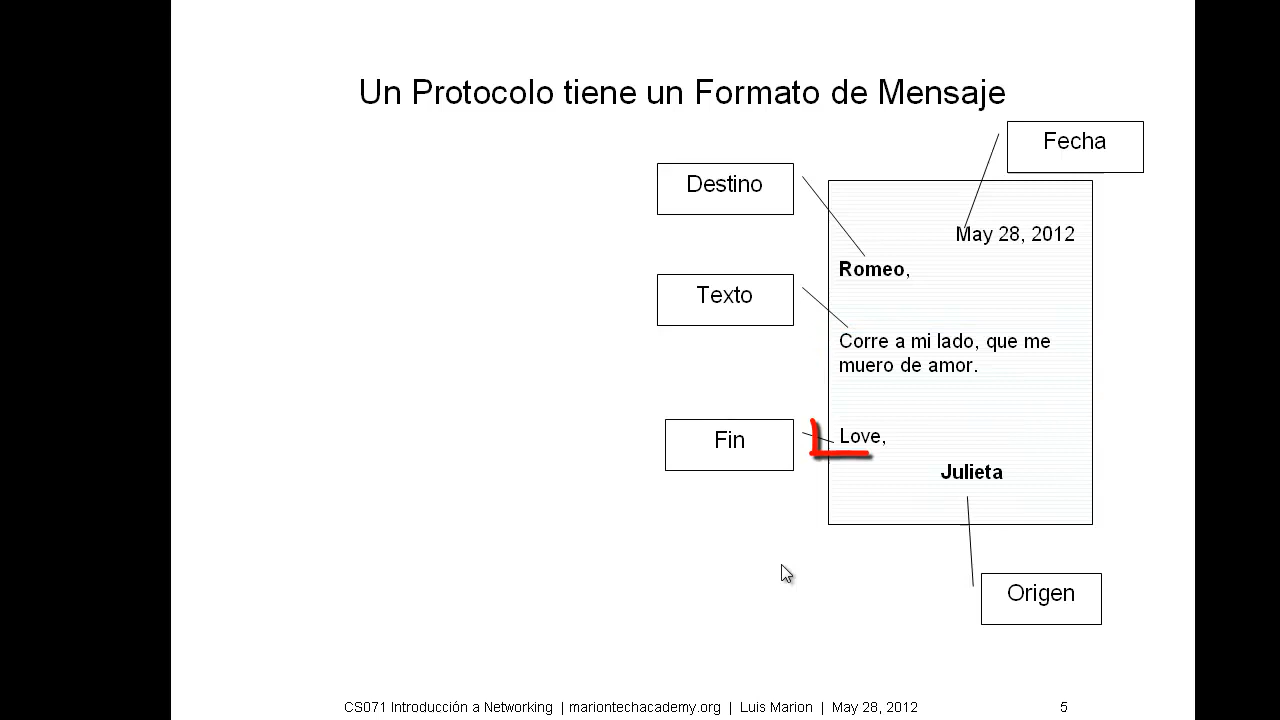 Un Protocolo tiene un Formato de Mensaje
Fecha
Destino
May 28, 2012
Romeo,
Texto
Corre a mi lado, que me
muero de amor.
Fin
Love,
Julieta
Origen
CS071 Introducción a Networking | mariontechacademy.org | Luis Marion | May 28, 2012
5